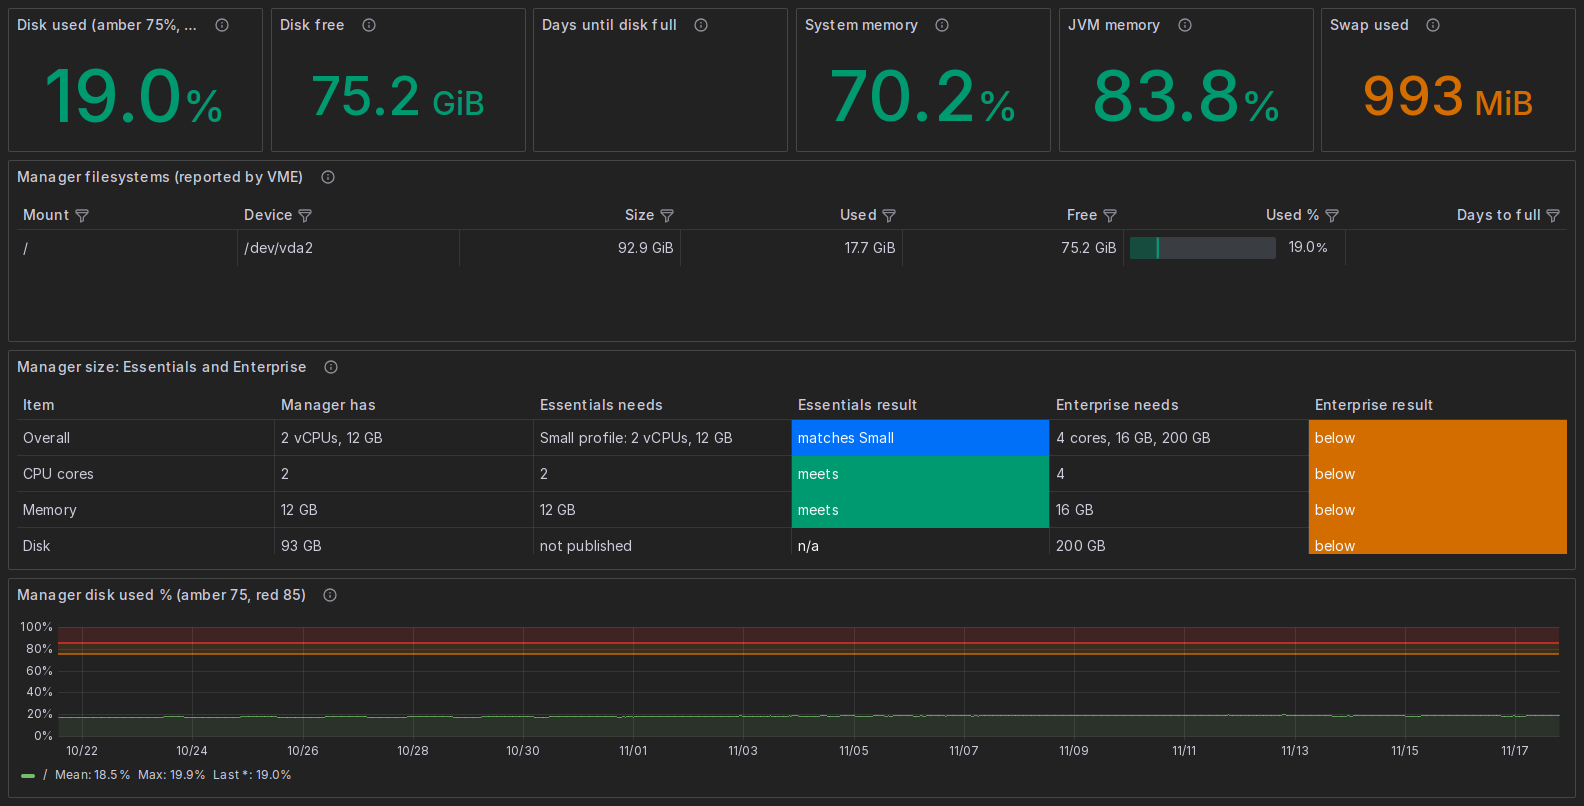 Disk used (amber 75%, ...
Disk free
Days until disk full
System memory
JVM memory
Swap used
19.0%
75.2 GiB
70.2%
83.8%
993 MiB
Manager filesystems (reported by VME)
Mount Device Size Used Free Used % Days to full
/ /dev/vda2 92.9 GiB 17.7 GiB 75.2 GiB 19.0%
Manager size: Essentials and Enterprise
Item Manager has Essentials needs Essentials result Enterprise needs Enterprise result
Overall 2 vCPUs, 12 GB Small profile: 2 vCPUs, 12 GB matches Small 4 cores, 16 GB, 200 GB below
CPU cores 2 2 meets 4 below
Memory 12 GB 12 GB meets 16 GB below
Disk 93 GB not published n/a 200 GB below
Manager disk used % (amber 75, red 85)
100%
80%
60%
40%
20%
0%
10/22 10/24 10/26 10/28 10/30 11/01 11/03 11/05 11/07 11/09 11/11 11/13 11/15 11/17
/ Mean: 18.5% Max: 19.9% Last *: 19.0%